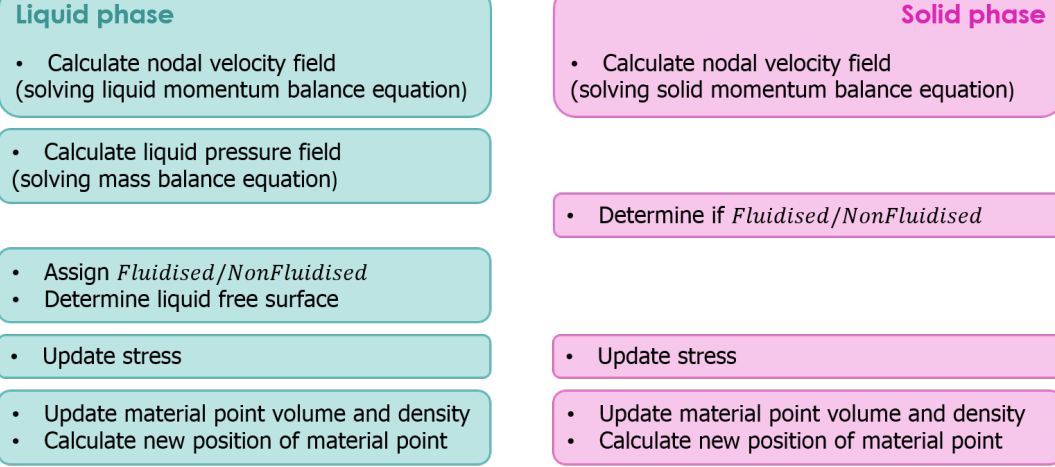 Liquid phase
• Calculate nodal velocity field
(solving liquid momentum balance equation)
• Calculate liquid pressure field
(solving mass balance equation)
• Assign Fluidised/NonFluidised
• Determine liquid free surface
• Update stress
• Update material point volume and density
• Calculate new position of material point
Solid phase
• Calculate nodal velocity field
(solving solid momentum balance equation)
• Determine if Fluidised/NonFluidised
• Update stress
• Update material point volume and density
• Calculate new position of material point